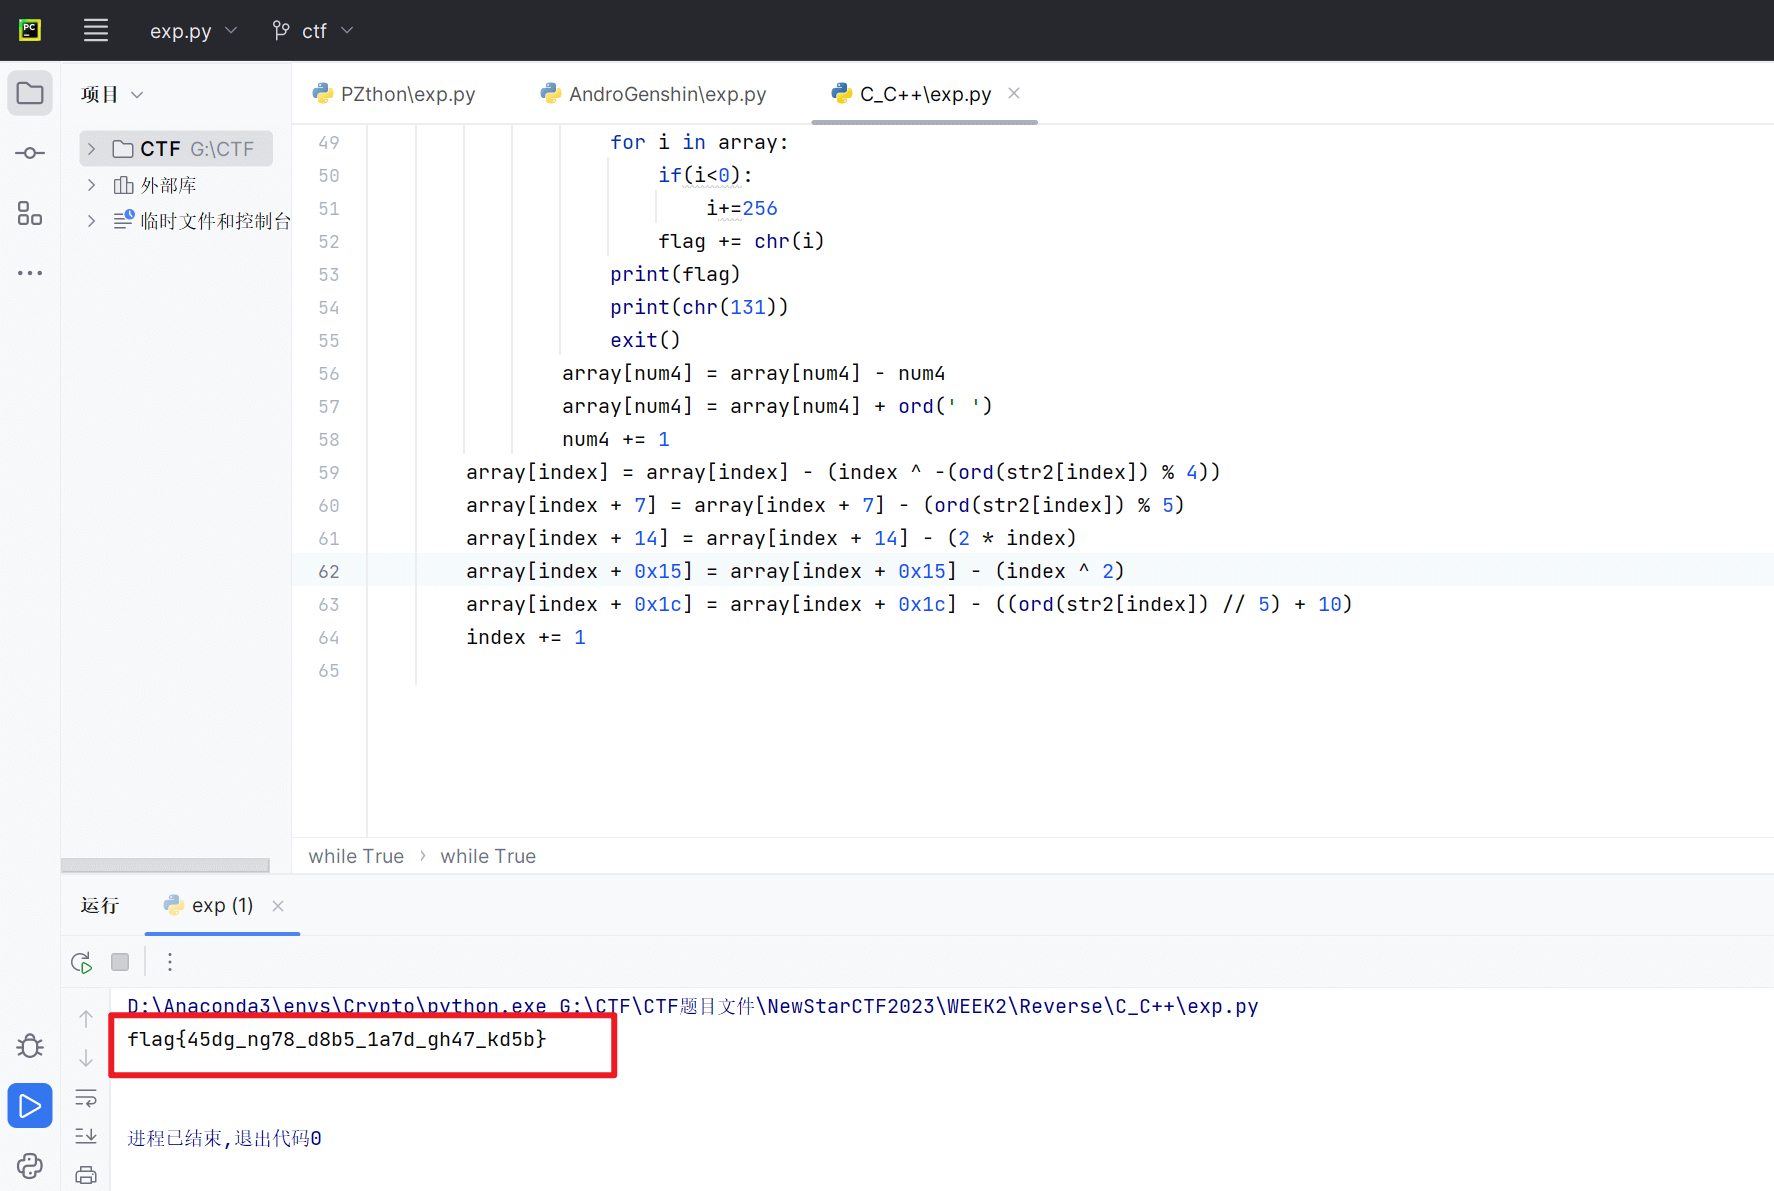 PC
exp.py
ctf
项目
PZthon\exp.py
AndroGenshin\exp.py
C_C++\exp.py
CTF G:\CTF
外部库
临时文件和控制台
49 for i in array:
50 if(i<0):
51 i+=256
52 flag += chr(i)
53 print(flag)
54 print(chr(131))
55 exit()
56 array[num4] = array[num4] - num4
57 array[num4] = array[num4] + ord(' ')
58 num4 += 1
59 array[index] = array[index] - (index ^ -(ord(str2[index]) % 4))
60 array[index + 7] = array[index + 7] - (ord(str2[index]) % 5)
61 array[index + 14] = array[index + 14] - (2 * index)
62 array[index + 0x15] = array[index + 0x15] - (index ^ 2)
63 array[index + 0x1c] = array[index + 0x1c] - ((ord(str2[index]) // 5) + 10)
64 index += 1
65
while True › while True
运行
exp (1)
D:\Anaconda3\envs\Crypto\python.exe G:\CTF\CTF题目文件\NewStarCTF2023\WEEK2\Reverse\C_C++\exp.py
flag{45dg_ng78_d8b5_1a7d_gh47_kd5b}
进程已结束,退出代码0